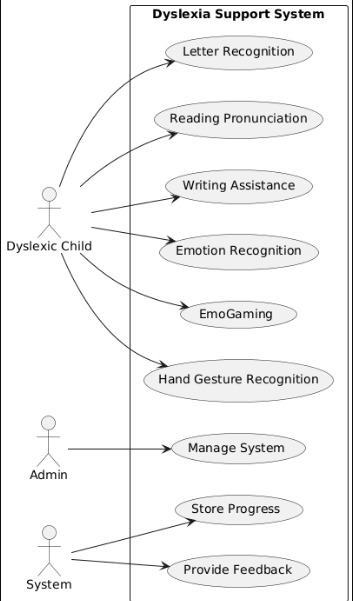 Dyslexia Support System
Letter Recognition
Reading Pronunciation
Writing Assistance
Dyslexic Child
Emotion Recognition
EmoGaming
Hand Gesture Recognition
Manage System
Admin
Store Progress
Provide Feedback
System